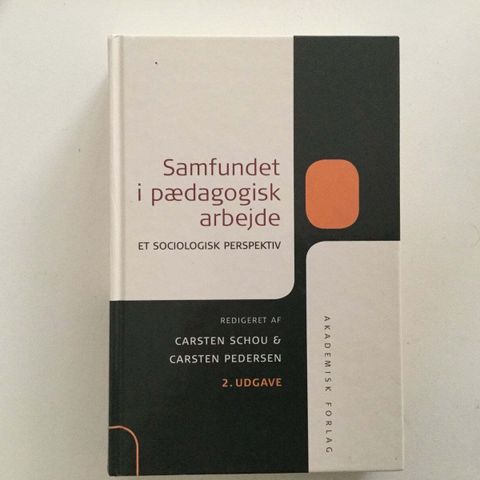 Samfundet
i pædagogisk
arbejde
ET SOCIOLOGISK PERSPEKTIV
REDIGERET AF
CARSTEN SCHOU &
CARSTEN PEDERSEN
2. UDGAVE
AKADEMISK FORLAG